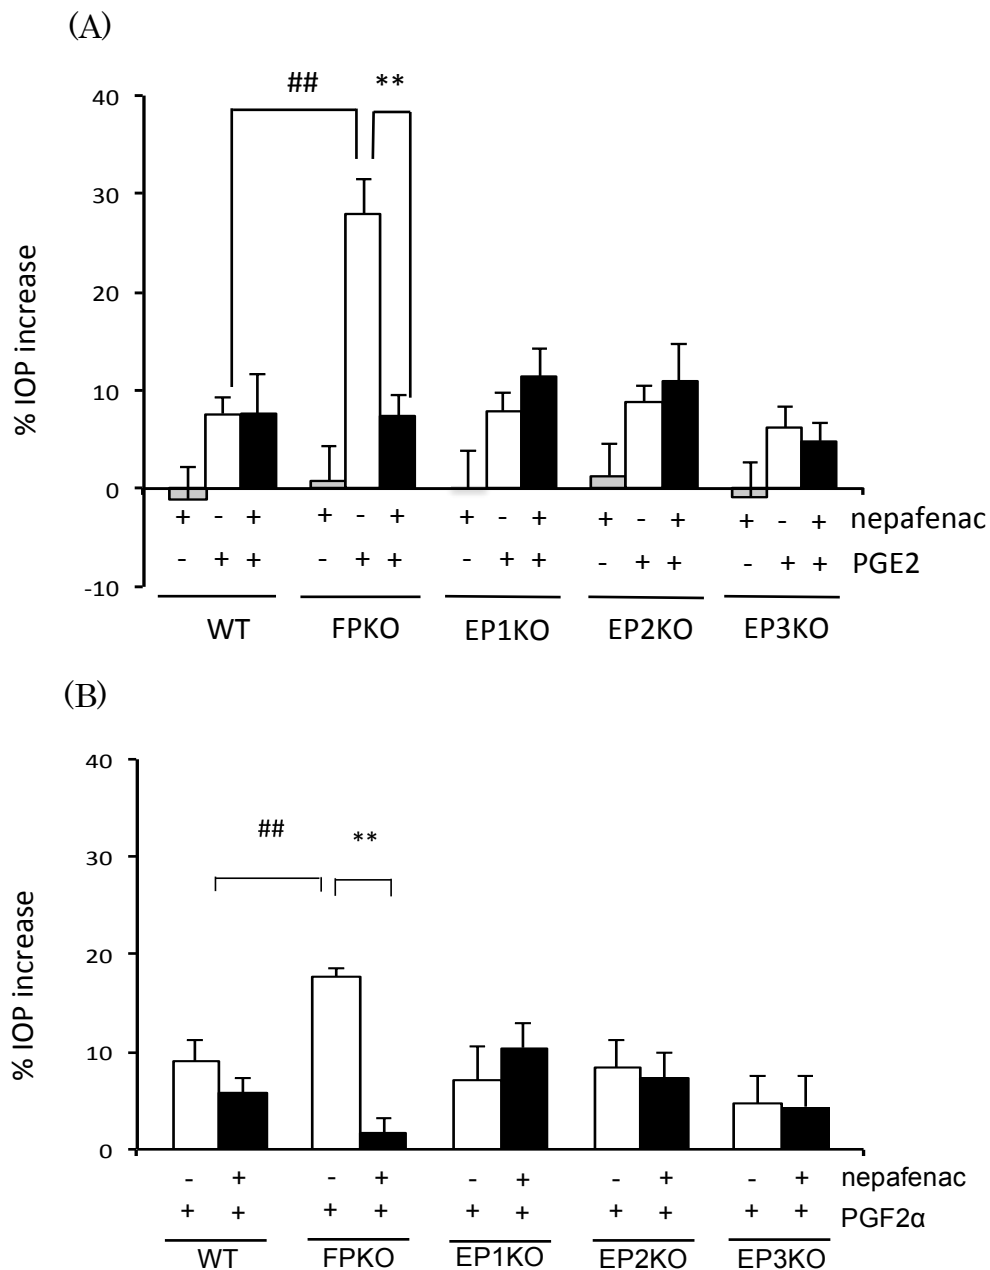 (A)
## **
40
30
20
10
0
-10
% IOP increase
+ - + + - + + - + + - + + - + nepafenac
- + + - + + - + + - + + - + + PGE2
WT FPKO EP1KO EP2KO EP3KO
(B)
## **
40
30
20
10
0
% IOP increase
- + - + - + - + - + nepafenac
+ + + + + + + + + + PGF2α
WT FPKO EP1KO EP2KO EP3KO